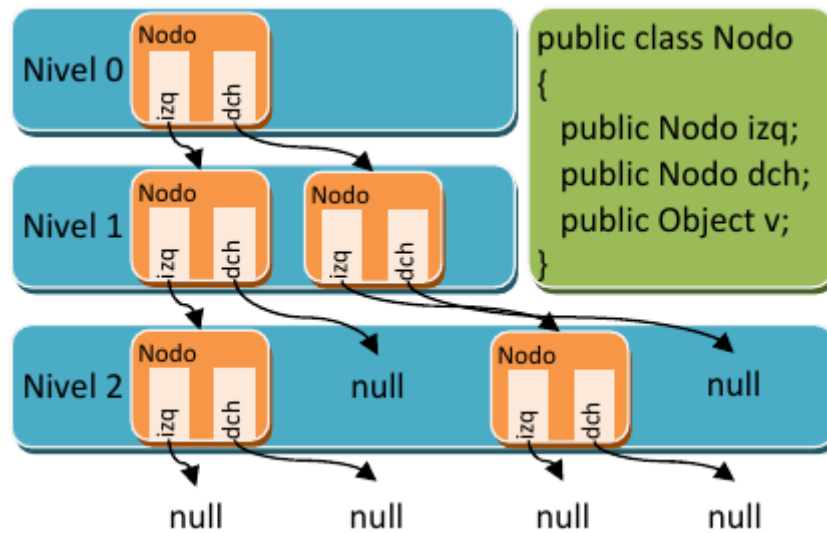 Nivel 0
Nodo
izq
dch
public class Nodo
{
public Nodo izq;
public Nodo dch;
public Object v;
}
Nivel 1
Nodo
izq
dch
Nodo
izq
dch
Nivel 2
Nodo
izq
dch
null
Nodo
izq
dch
null
null
null
null
null